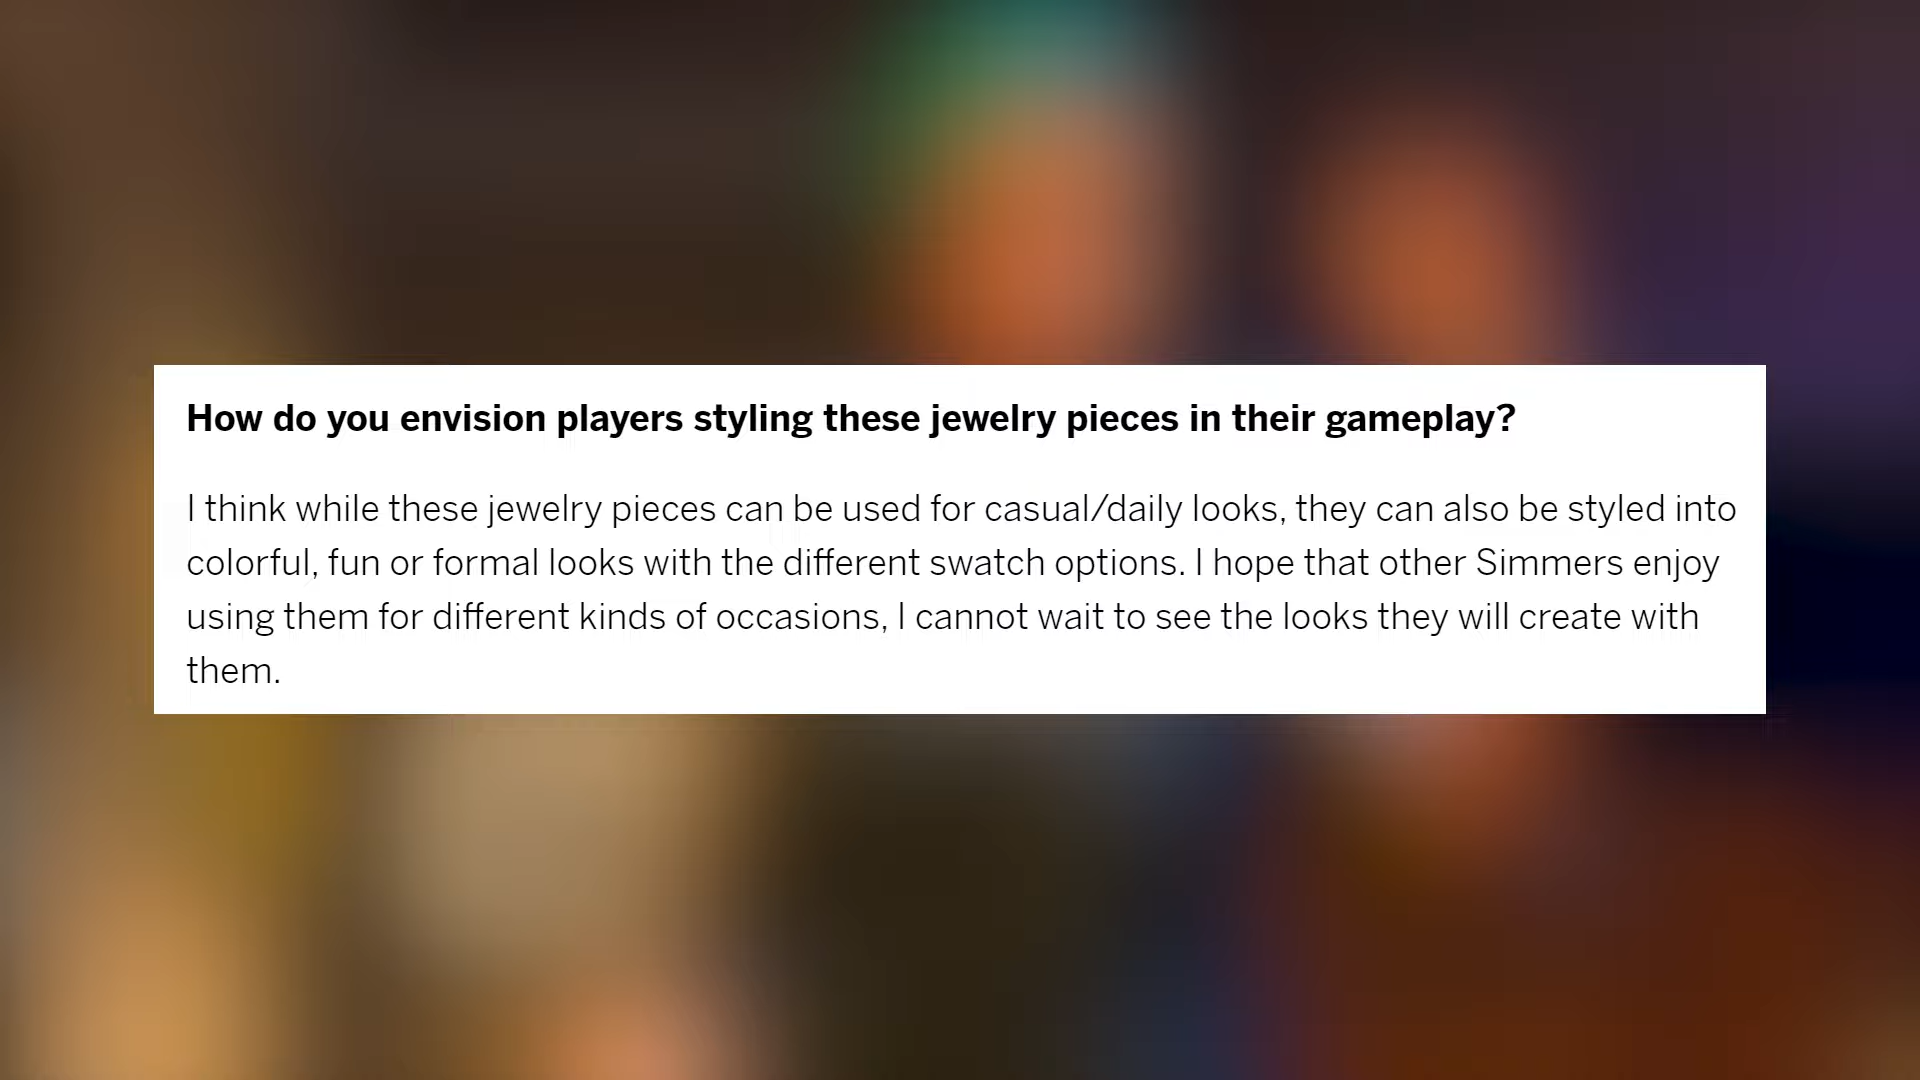 How do you envision players styling these jewelry pieces in their gameplay?
I think while these jewelry pieces can be used for casual/daily looks, they can also be styled into
colorful, fun or formal looks with the different swatch options. I hope that other Simmers enjoy
using them for different kinds of occasions, I cannot wait to see the looks they will create with
them.